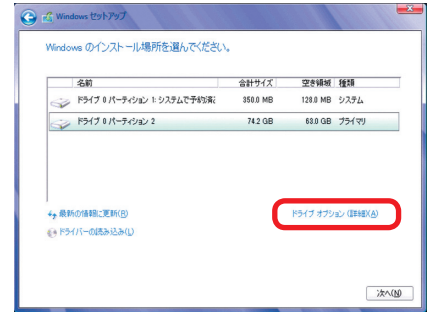 Windows セットアップ
Windows のインストール場所を選んでください。
名前 合計サイズ 空き領域 種類
ドライブ 0 パーティション 1: システムで予約済 350.0 MB 128.0 MB システム
ドライブ 0 パーティション 2 74.2 GB 63.0 GB プライマリ
最新の情報に更新(R) ドライブ オプション (詳細)(A)
ドライバーの読み込み(L)
次へ(N)